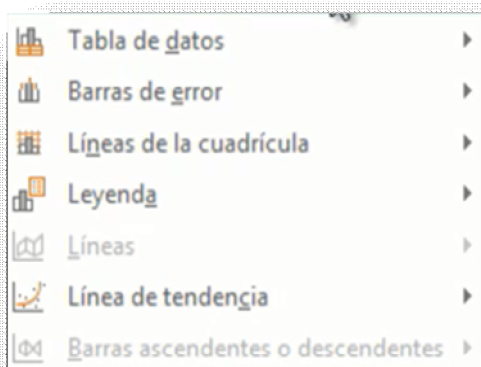 Tabla de datos
Barras de error
Líneas de la cuadrícula
Leyenda
Líneas
Línea de tendencia
Barras ascendentes o descendentes